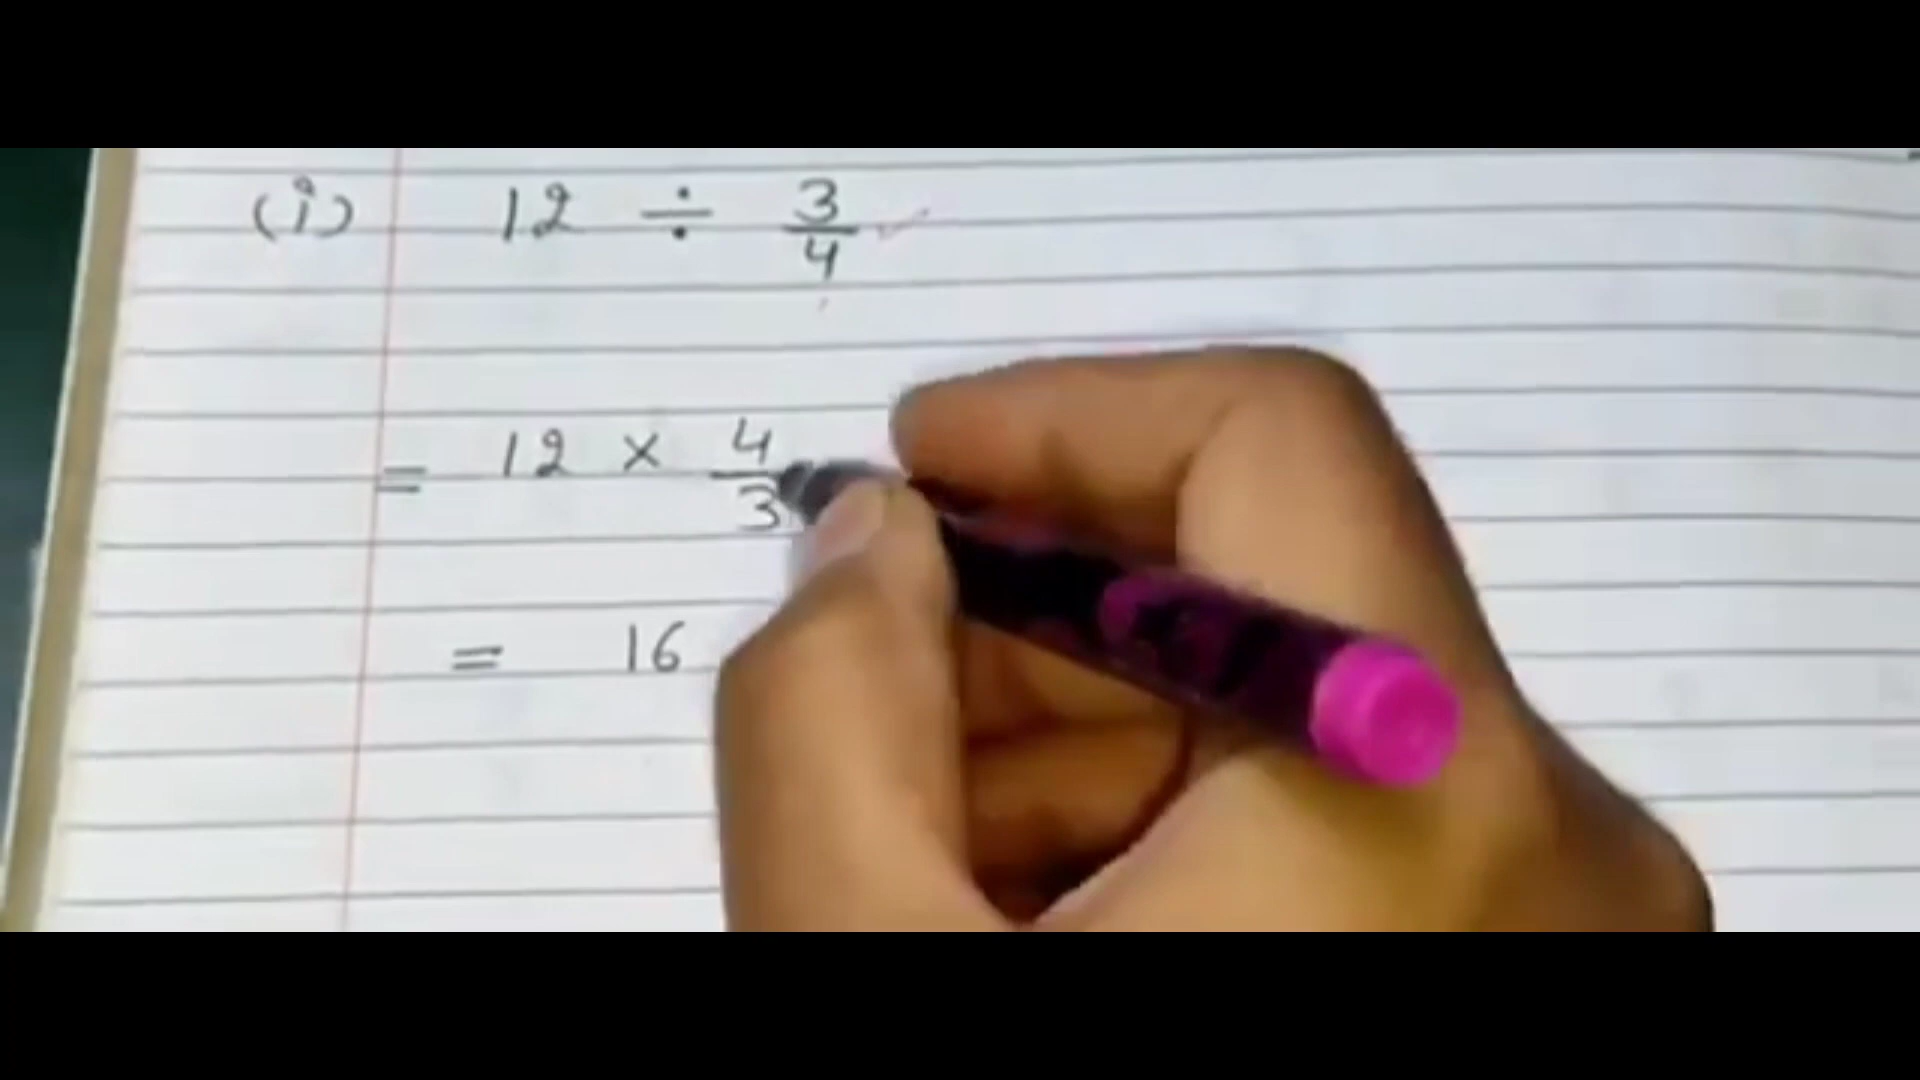 (i) 12 ÷ 3/4
= 12 × 4/3
= 16